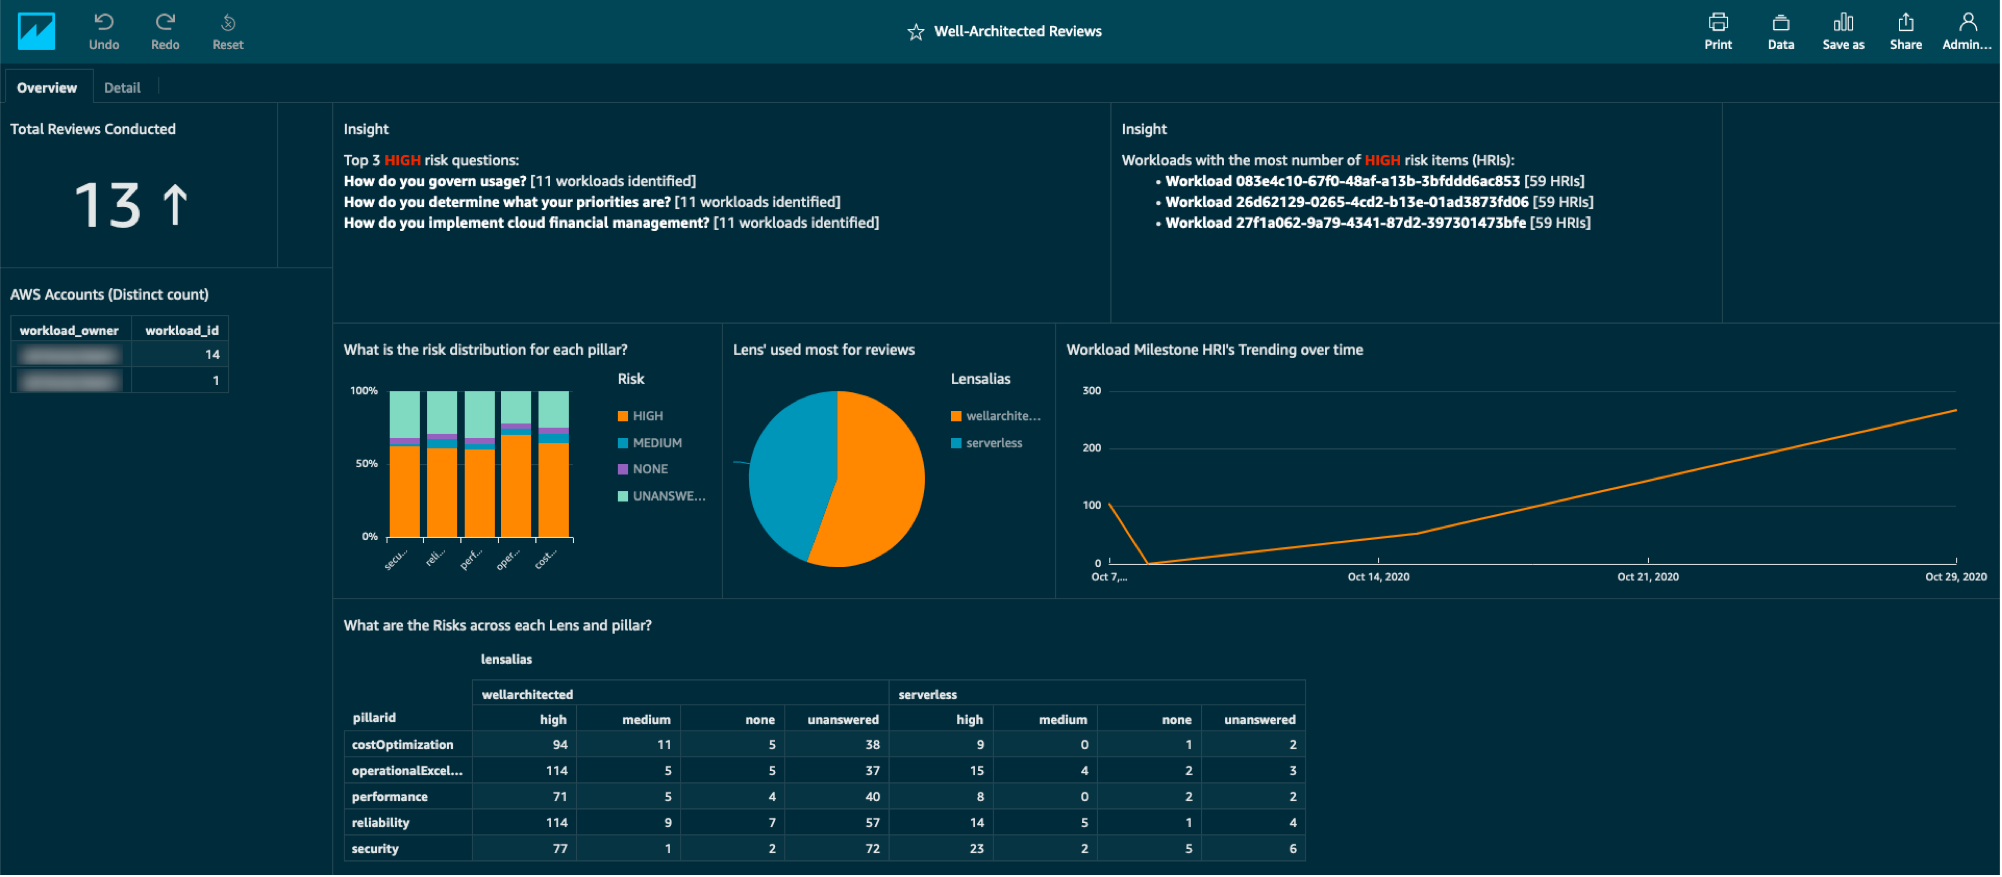 Undo Redo Reset
Well-Architected Reviews
Print Data Save as Share Admin...
Overview Detail
Total Reviews Conducted
13
AWS Accounts (Distinct count)
workload_owner workload_id
14
1
Insight
Top 3 HIGH risk questions:
How do you govern usage? [11 workloads identified]
How do you determine what your priorities are? [11 workloads identified]
How do you implement cloud financial management? [11 workloads identified]
Insight
Workloads with the most number of HIGH risk items (HRIs):
• Workload 083e4c10-67f0-48af-a13b-3bfddd6ac853 [59 HRIs]
• Workload 26d62129-0265-4cd2-b13e-01ad3873fd06 [59 HRIs]
• Workload 27f1a062-9a79-4341-87d2-397301473bfe [59 HRIs]
What is the risk distribution for each pillar?
100%
50%
0%
secu... reli... perf... oper... cost...
Risk
HIGH
MEDIUM
NONE
UNANSWE...
Lens' used most for reviews
Lensalias
wellarchite...
serverless
Workload Milestone HRI's Trending over time
300
200
100
0
Oct 7,... Oct 14, 2020 Oct 21, 2020 Oct 29, 2020
What are the Risks across each Lens and pillar?
lensalias
wellarchitected serverless
pillarid high medium none unanswered high medium none unanswered
costOptimization 94 11 5 38 9 0 1 2
operationalExcel... 114 5 5 37 15 4 2 3
performance 71 5 4 40 8 0 2 2
reliability 114 9 7 57 14 5 1 4
security 77 1 2 72 23 2 5 6